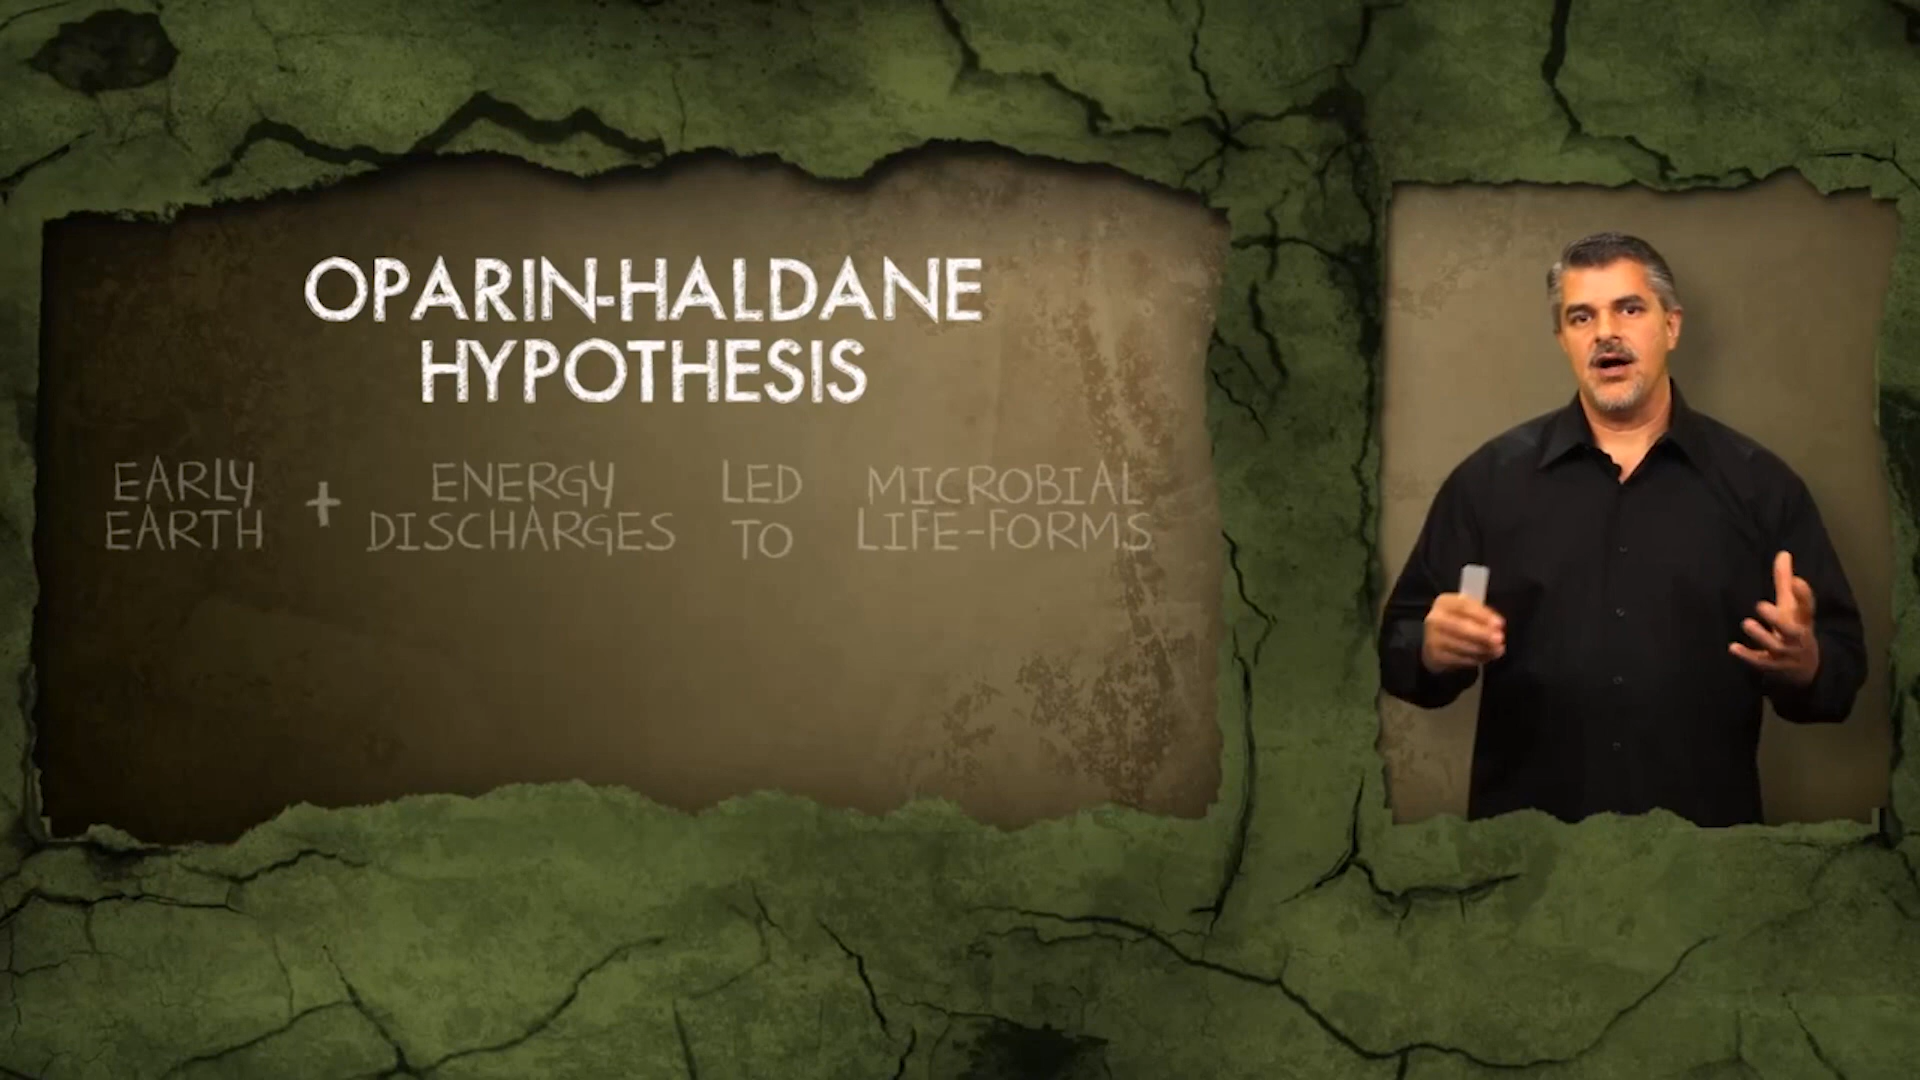 OPARIN-HALDANE
HYPOTHESIS
EARLY
EARTH
+
ENERGY
DISCHARGES
LED
TO
MICROBIAL
LIFE-FORMS